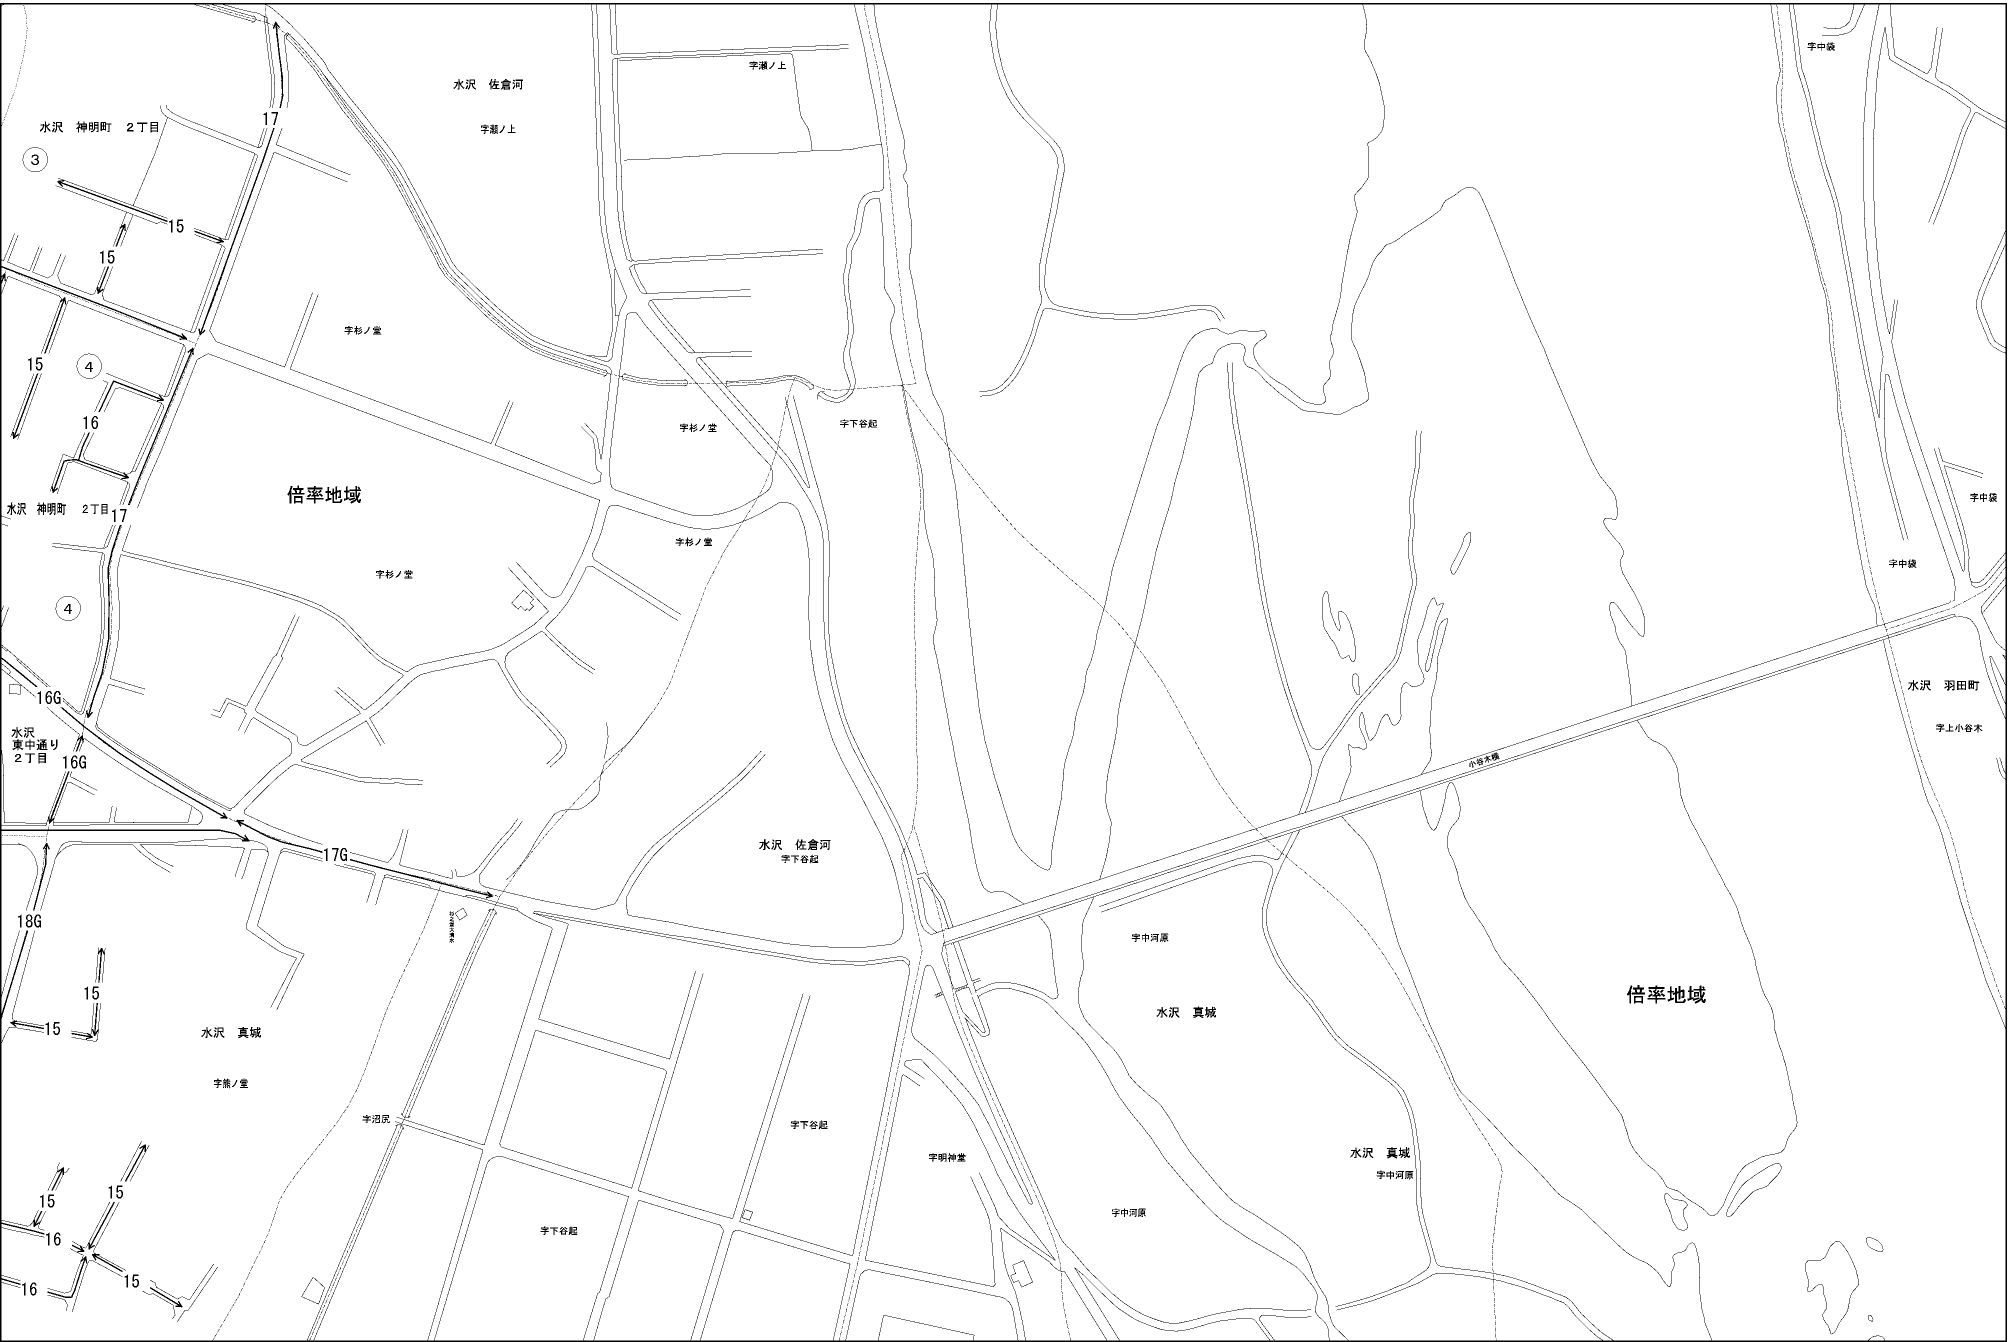 字中袋
字瀬ノ上
水沢　佐倉河
17
水沢　神明町　２丁目
字瀬ノ上
3
15
15
字杉ノ堂
15
4
16
字杉ノ堂
字下谷起
倍率地域
字中袋
水沢　神明町　２丁目
17
字杉ノ堂
字中袋
字杉ノ堂
4
水沢　羽田町
16G
字上小谷木
水沢
東中通り
２丁目
16G
小谷木橋
水沢　佐倉河
字下谷起
17G
18G
字中河原
15
倍率地域
水沢　真城
15
水沢　真城
字熊ノ堂
字沼尻
字下谷起
水沢　真城
字明神堂
字中河原
15
15
字中河原
字下谷起
16
15
16